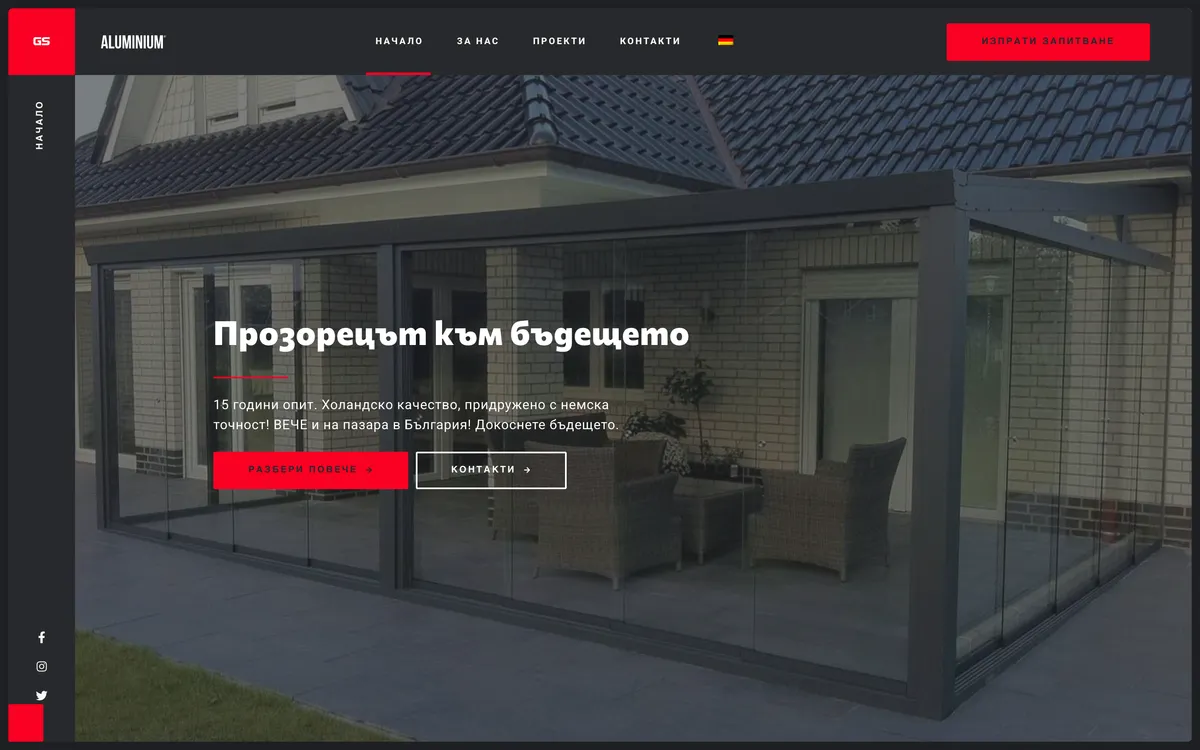 GS
ALUMINIUM
НАЧАЛО
ЗА НАС
ПРОЕКТИ
КОНТАКТИ
ИЗПРАТИ ЗАПИТВАНЕ
НАЧАЛО
Прозорецът към бъдещето
15 години опит. Холандско качество, придружено с немска
точност! ВЕЧЕ и на пазара в България! Докоснете бъдещето.
РАЗБЕРИ ПОВЕЧЕ →
КОНТАКТИ →